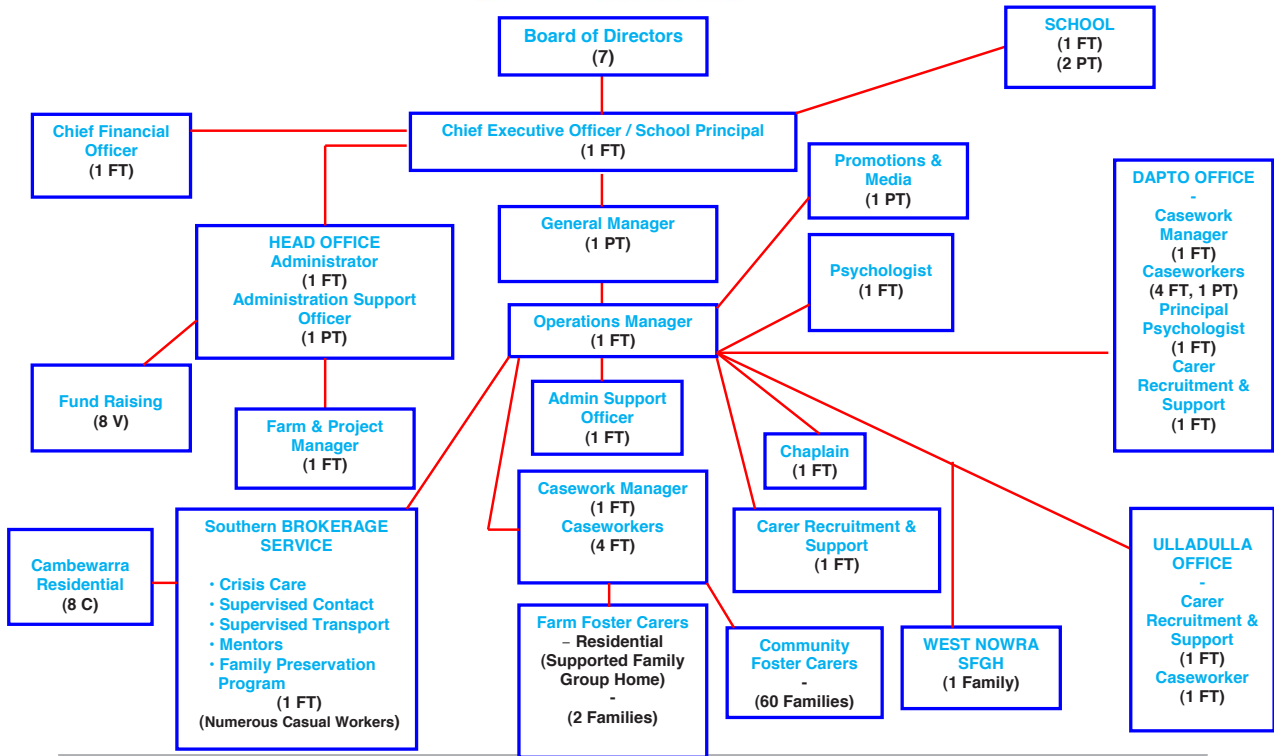 Board of Directors
(7)
SCHOOL
(1 FT)
(2 PT)
Chief Financial
Officer
(1 FT)
Chief Executive Officer / School Principal
(1 FT)
Promotions &
Media
(1 PT)
DAPTO OFFICE
-
Casework
Manager
(1 FT)
Caseworkers
(4 FT, 1 PT)
Principal
Psychologist
(1 FT)
Carer
Recruitment &
Support
(1 FT)
General Manager
(1 PT)
HEAD OFFICE
Administrator
(1 FT)
Administration Support
Officer
(1 PT)
Psychologist
(1 FT)
Operations Manager
(1 FT)
Fund Raising
(8 V)
Farm & Project
Manager
(1 FT)
Admin Support
Officer
(1 FT)
Chaplain
(1 FT)
Casework Manager
(1 FT)
Caseworkers
(4 FT)
Carer Recruitment &
Support
(1 FT)
Cambewarra
Residential
(8 C)
Southern BROKERAGE
SERVICE
• Crisis Care
• Supervised Contact
• Supervised Transport
• Mentors
• Family Preservation
Program
(1 FT)
(Numerous Casual Workers)
Farm Foster Carers
– Residential
(Supported Family
Group Home)
-
(2 Families)
Community
Foster Carers
-
(60 Families)
WEST NOWRA
SFGH
(1 Family)
ULLADULLA
OFFICE
-
Carer
Recruitment &
Support
(1 FT)
Caseworker
(1 FT)